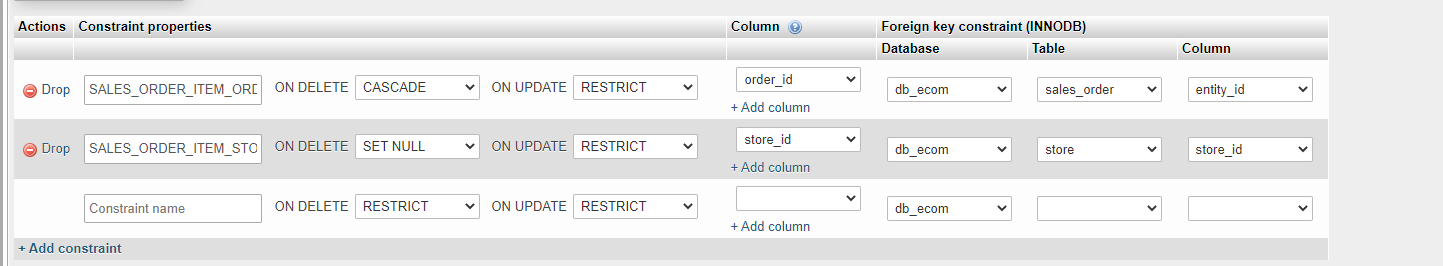 Actions Constraint properties Column Foreign key constraint (INNODB)
Database Table Column
Drop SALES_ORDER_ITEM_ORD ON DELETE CASCADE ON UPDATE RESTRICT order_id db_ecom sales_order entity_id
+ Add column
Drop SALES_ORDER_ITEM_STO ON DELETE SET NULL ON UPDATE RESTRICT store_id db_ecom store store_id
+ Add column
Constraint name ON DELETE RESTRICT ON UPDATE RESTRICT db_ecom
+ Add column
+ Add constraint